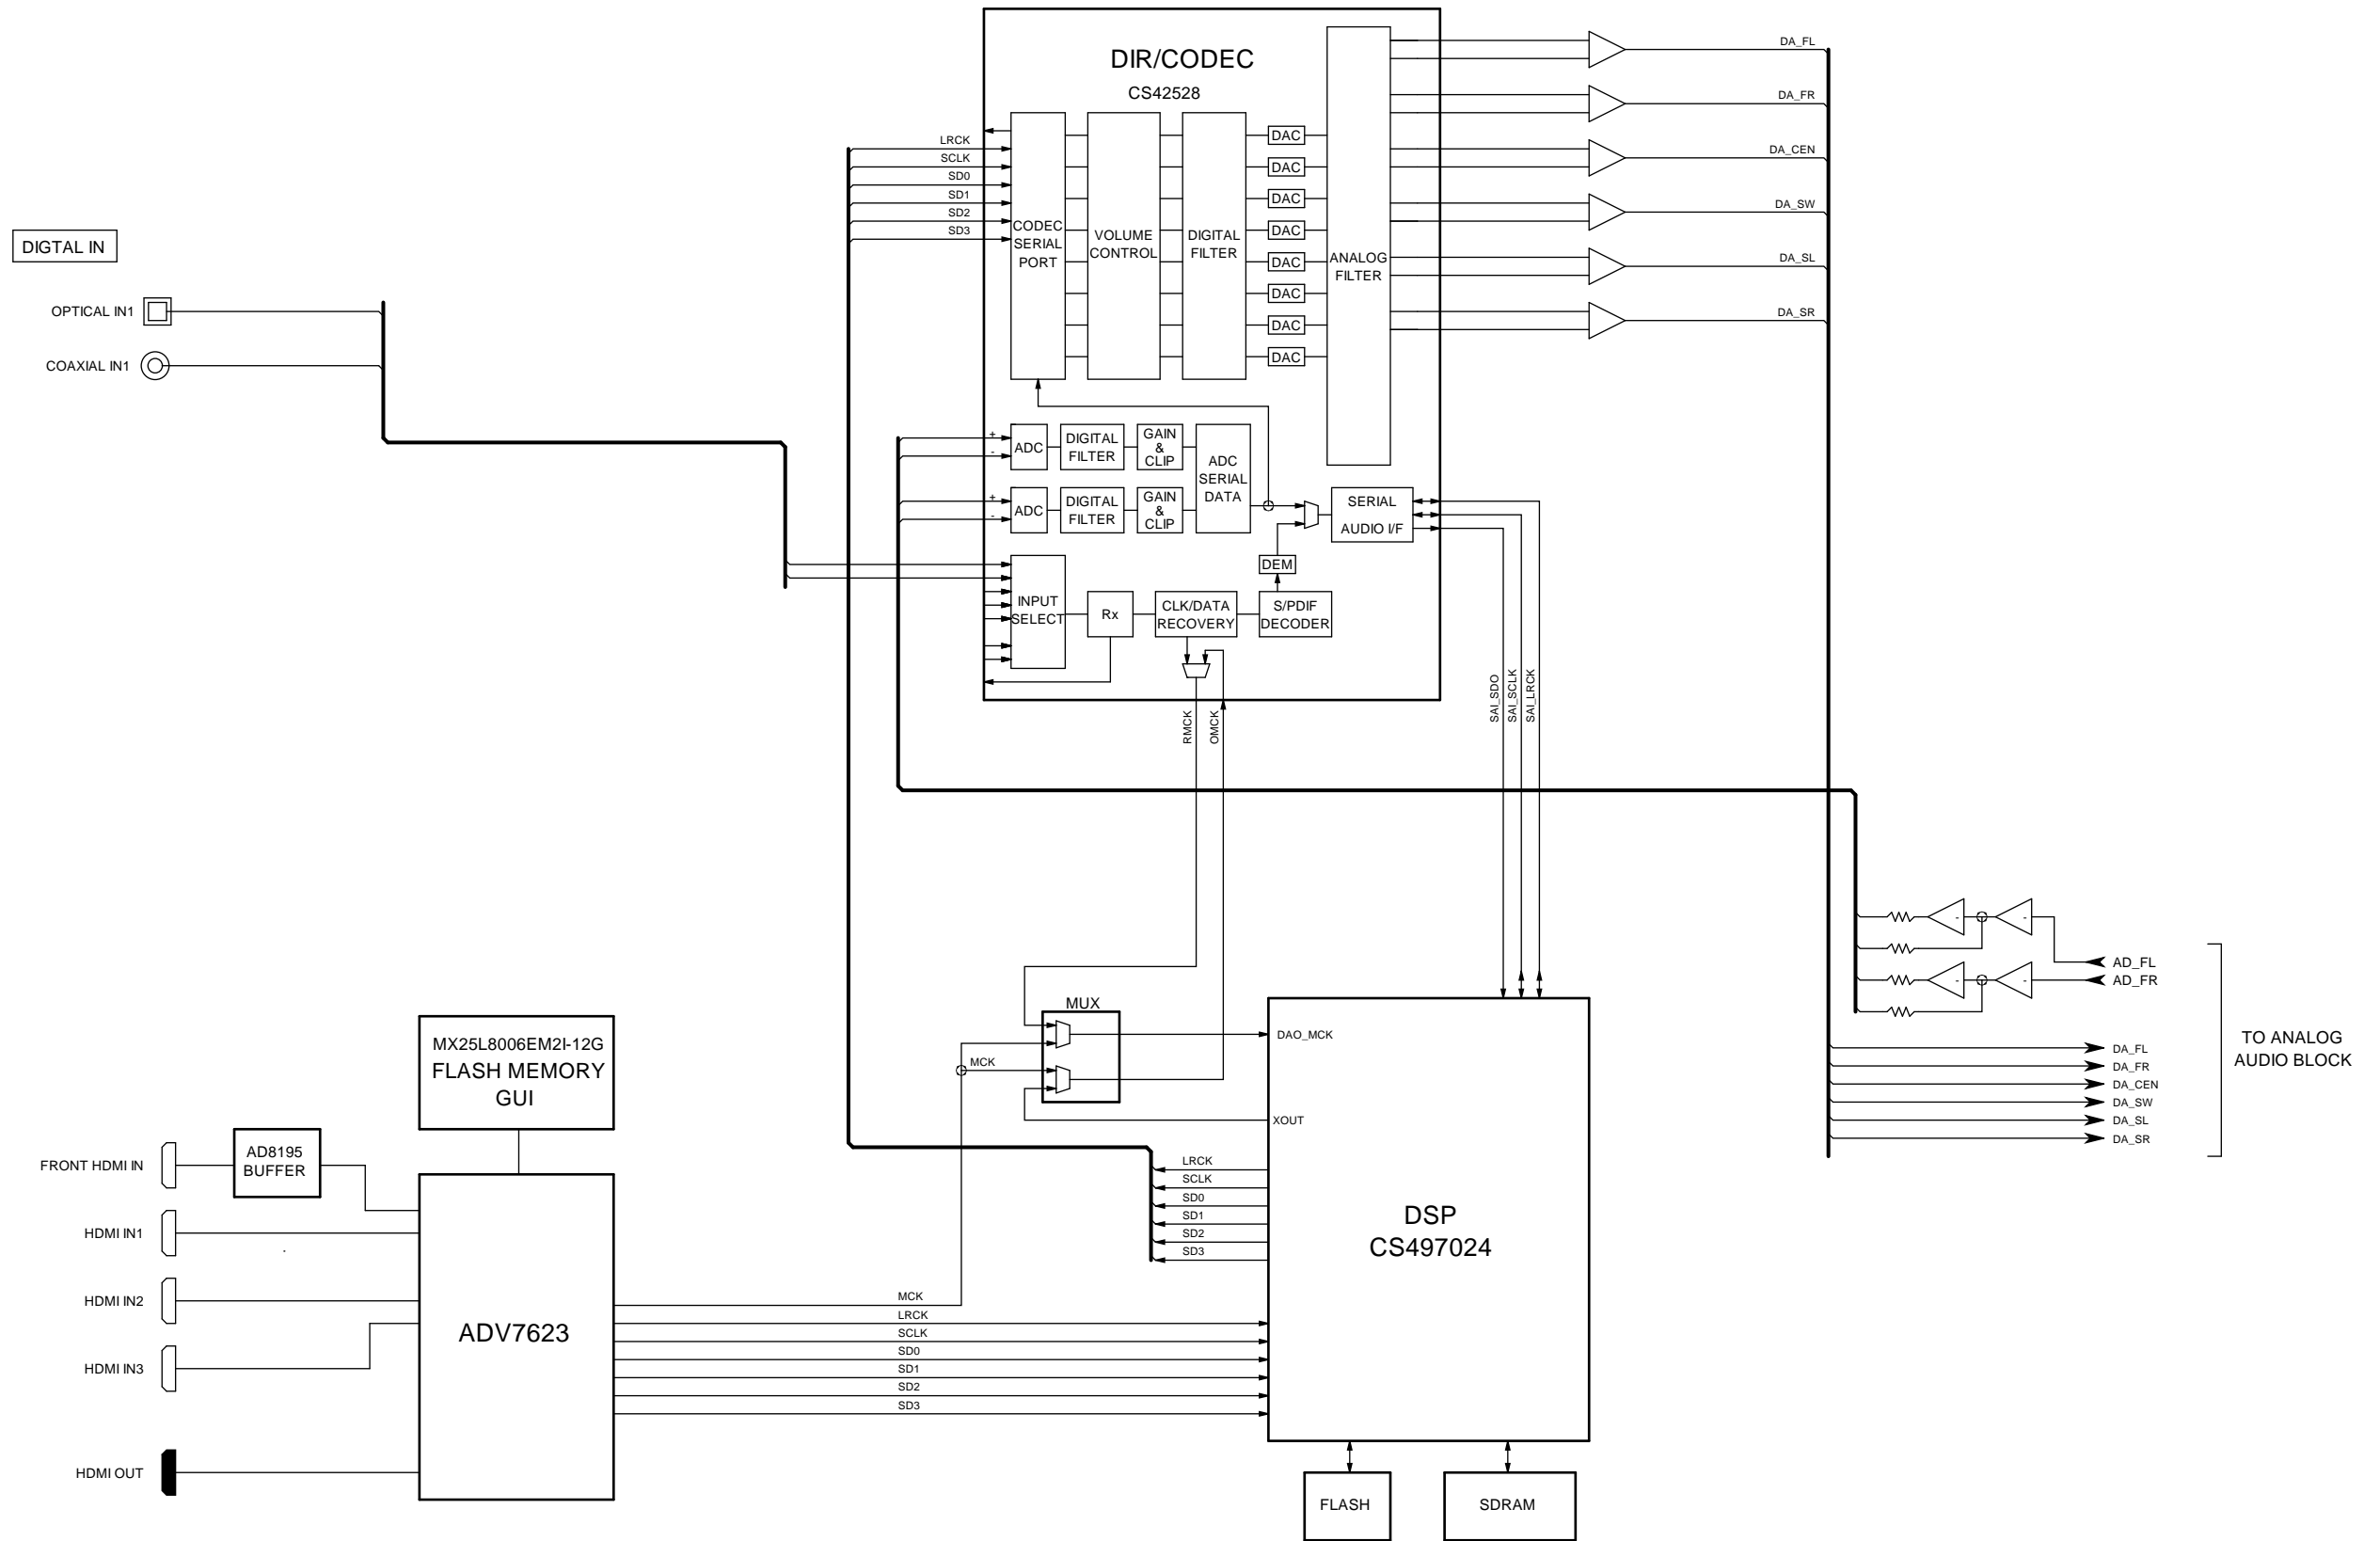 DIR/CODEC
CS42528
LRCK
SCLK
SD0
SD1
SD2
SD3
CODEC
SERIAL
PORT
VOLUME
CONTROL
DIGITAL
FILTER
DAC
DAC
DAC
DAC
DAC
DAC
DAC
DAC
ANALOG
FILTER
DA_FL
DA_FR
DA_CEN
DA_SW
DA_SL
DA_SR
DIGTAL IN
OPTICAL IN1
COAXIAL IN1
+
-
ADC
DIGITAL
FILTER
GAIN
&
CLIP
+
-
ADC
DIGITAL
FILTER
GAIN
&
CLIP
ADC
SERIAL
DATA
SERIAL
AUDIO I/F
DEM
INPUT
SELECT
Rx
CLK/DATA
RECOVERY
S/PDIF
DECODER
RMCK
OMCK
SAI_SDO
SAI_SCLK
SAI_LRCK
-
-
-
-
AD_FL
AD_FR
DA_FL
DA_FR
DA_CEN
DA_SW
DA_SL
DA_SR
TO ANALOG
AUDIO BLOCK
MUX
MCK
DAO_MCK
XOUT
LRCK
SCLK
SD0
SD1
SD2
SD3
DSP
CS497024
MX25L8006EM2I-12G
FLASH MEMORY
GUI
FRONT HDMI IN
AD8195
BUFFER
HDMI IN1
HDMI IN2
HDMI IN3
HDMI OUT
ADV7623
MCK
LRCK
SCLK
SD0
SD1
SD2
SD3
FLASH
SDRAM